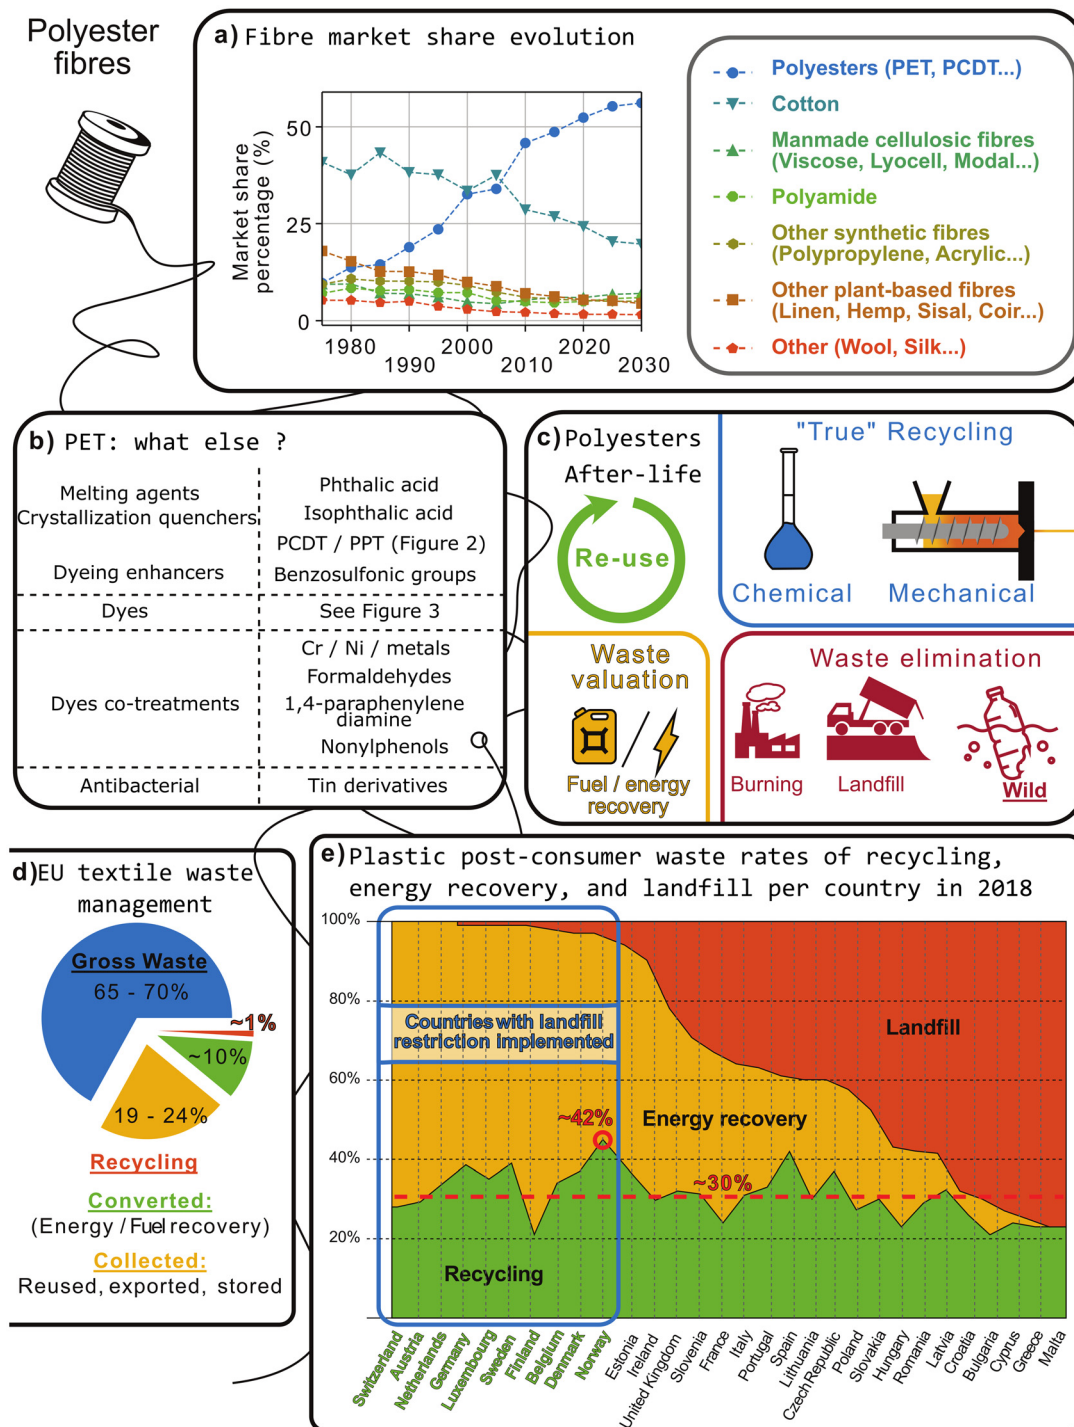 Polyester
fibres
a) Fibre market share evolution
Market share
percentage (%)
50
25
0
1980
1990
2000
2010
2020
2030
Polyesters (PET, PCDT...)
Cotton
Manmade cellulosic fibres
(Viscose, Lyocell, Modal...)
Polyamide
Other synthetic fibres
(Polypropylene, Acrylic...)
Other plant-based fibres
(Linen, Hemp, Sisal, Coir...)
Other (Wool, Silk...)
b) PET: what else ?
Melting agents
Crystallization quenchers
Phthalic acid
Isophthalic acid
PCDT / PPT (Figure 2)
Dyeing enhancers
Benzosulfonic groups
Dyes
See Figure 3
Dyes co-treatments
Cr / Ni / metals
Formaldehydes
1,4-paraphenylene
diamine
Nonylphenols
Antibacterial
Tin derivatives
c) Polyesters
After-life
Re-use
"True" Recycling
Chemical
Mechanical
Waste
valuation
Fuel / energy
recovery
Waste elimination
Burning
Landfill
Wild
d) EU textile waste
management
Gross Waste
65 - 70%
~1%
~10%
19 - 24%
Recycling
Converted:
(Energy / Fuel recovery)
Collected:
Reused, exported, stored
e) Plastic post-consumer waste rates of recycling,
energy recovery, and landfill per country in 2018
100%
80%
60%
40%
20%
Countries with landfill
restriction implemented
Landfill
Energy recovery
~42%
~30%
Recycling
Switzerland
Austria
Netherlands
Germany
Luxembourg
Sweden
Finland
Belgium
Denmark
Norway
Estonia
Ireland
United Kingdom
Slovenia
France
Italy
Portugal
Spain
Lithuania
Czech Republic
Poland
Slovakia
Hungary
Romania
Latvia
Croatia
Bulgaria
Cyprus
Greece
Malta